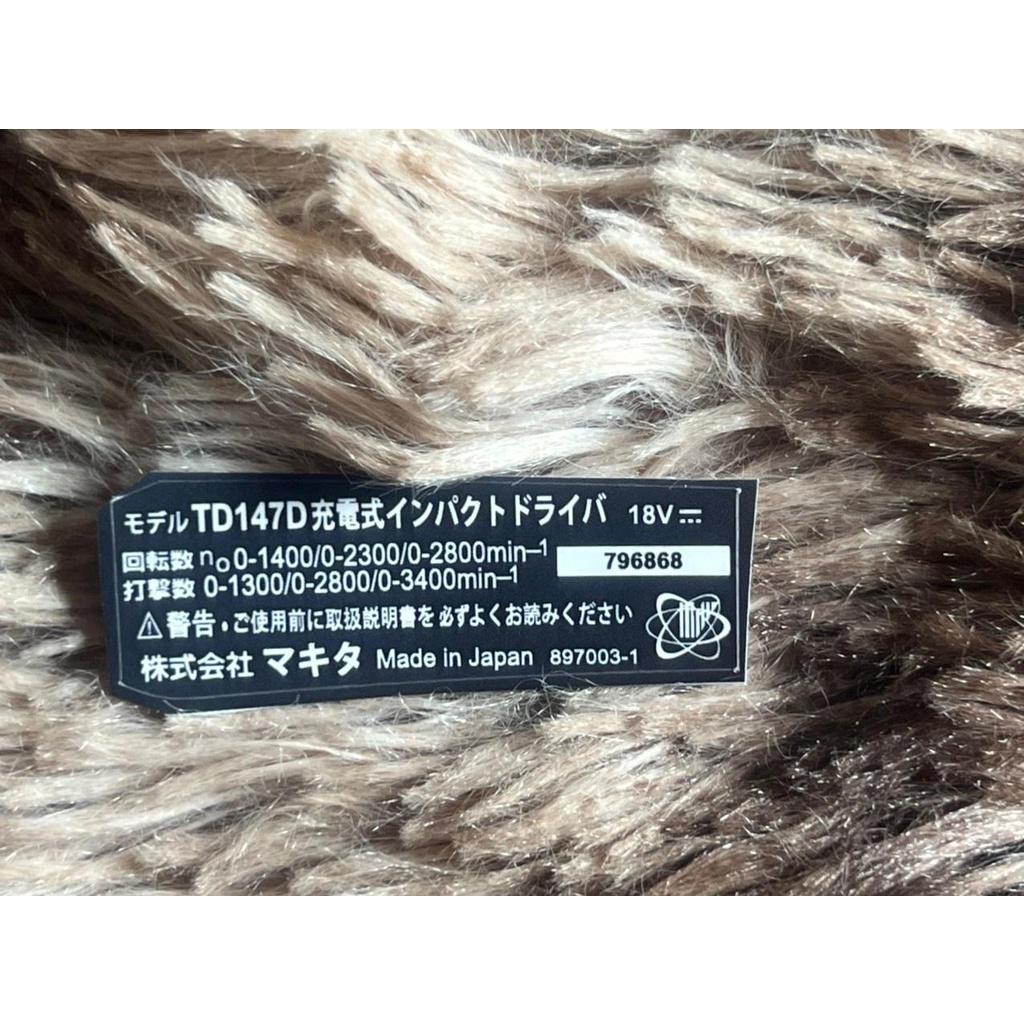 モデル TD147D 充電式インパクトドライバ 18V
回転数 n₀ 0-1400/0-2300/0-2800min⁻¹
796868
打撃数 0-1300/0-2800/0-3400min⁻¹
⚠ 警告・ご使用前に取扱説明書を必ずよくお読みください
株式会社 マキタ Made in Japan 897003-1